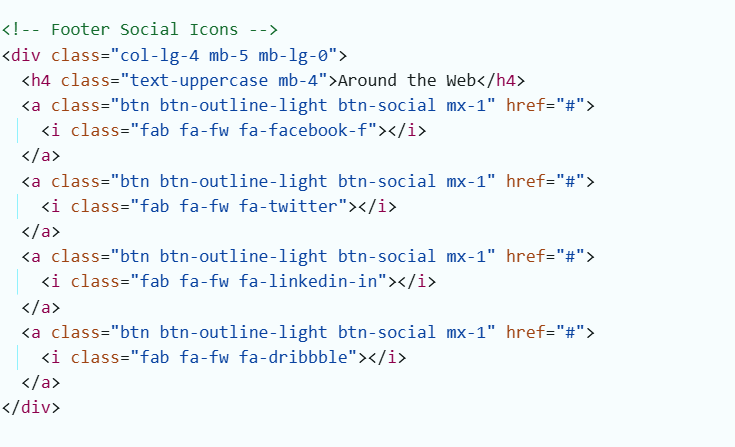 <!-- Footer Social Icons -->
<div class="col-lg-4 mb-5 mb-lg-0">
  <h4 class="text-uppercase mb-4">Around the Web</h4>
  <a class="btn btn-outline-light btn-social mx-1" href="#">
    <i class="fab fa-fw fa-facebook-f"></i>
  </a>
  <a class="btn btn-outline-light btn-social mx-1" href="#">
    <i class="fab fa-fw fa-twitter"></i>
  </a>
  <a class="btn btn-outline-light btn-social mx-1" href="#">
    <i class="fab fa-fw fa-linkedin-in"></i>
  </a>
  <a class="btn btn-outline-light btn-social mx-1" href="#">
    <i class="fab fa-fw fa-dribbble"></i>
  </a>
</div>